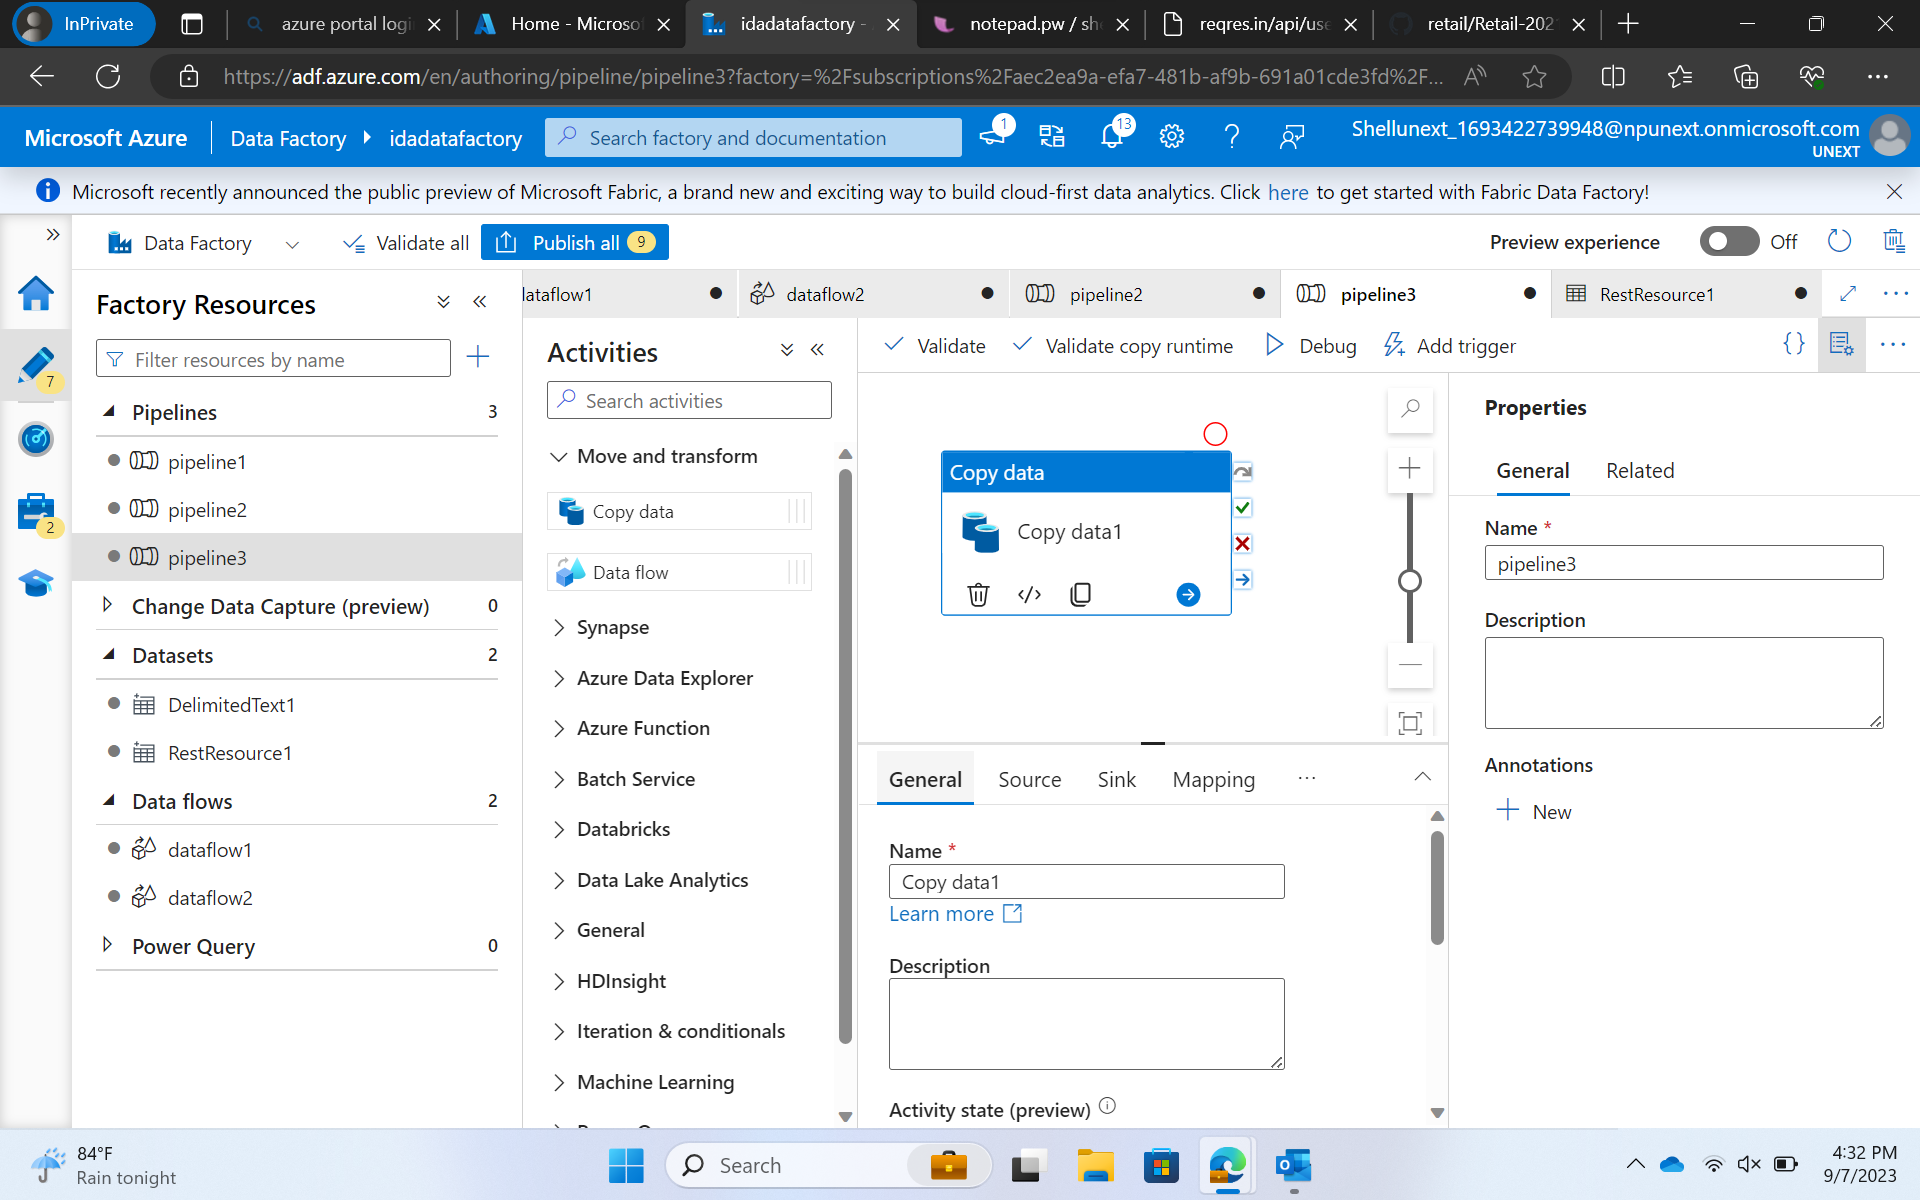 InPrivate
azure portal logi
Home - Microso
idadatafactory -
notepad.pw / sh
reqres.in/api/use
retail/Retail-202
https://adf.azure.com/en/authoring/pipeline/pipeline3?factory=%2Fsubscriptions%2Faec2ea9a-efa7-481b-af9b-691a01cde3fd%2F...
Microsoft Azure
Data Factory
idadatafactory
Search factory and documentation
1
13
Shellunext_1693422739948@npunext.onmicrosoft.com
UNEXT
Microsoft recently announced the public preview of Microsoft Fabric, a brand new and exciting way to build cloud-first data analytics. Click here to get started with Fabric Data Factory!
Data Factory
Validate all
Publish all 9
Preview experience
Off
Factory Resources
Filter resources by name
7
2
Pipelines 3
pipeline1
pipeline2
pipeline3
Change Data Capture (preview) 0
Datasets 2
DelimitedText1
RestResource1
Data flows 2
dataflow1
dataflow2
Power Query 0
dataflow1
dataflow2
pipeline2
pipeline3
RestResource1
Activities
Search activities
Move and transform
Copy data
Data flow
Synapse
Azure Data Explorer
Azure Function
Batch Service
Databricks
Data Lake Analytics
General
HDInsight
Iteration & conditionals
Machine Learning
Validate
Validate copy runtime
Debug
Add trigger
Copy data
Copy data1
General
Source
Sink
Mapping
Name *
Copy data1
Learn more
Description
Activity state (preview)
Properties
General
Related
Name *
pipeline3
Description
Annotations
New
84°F
Rain tonight
Search
4:32 PM
9/7/2023